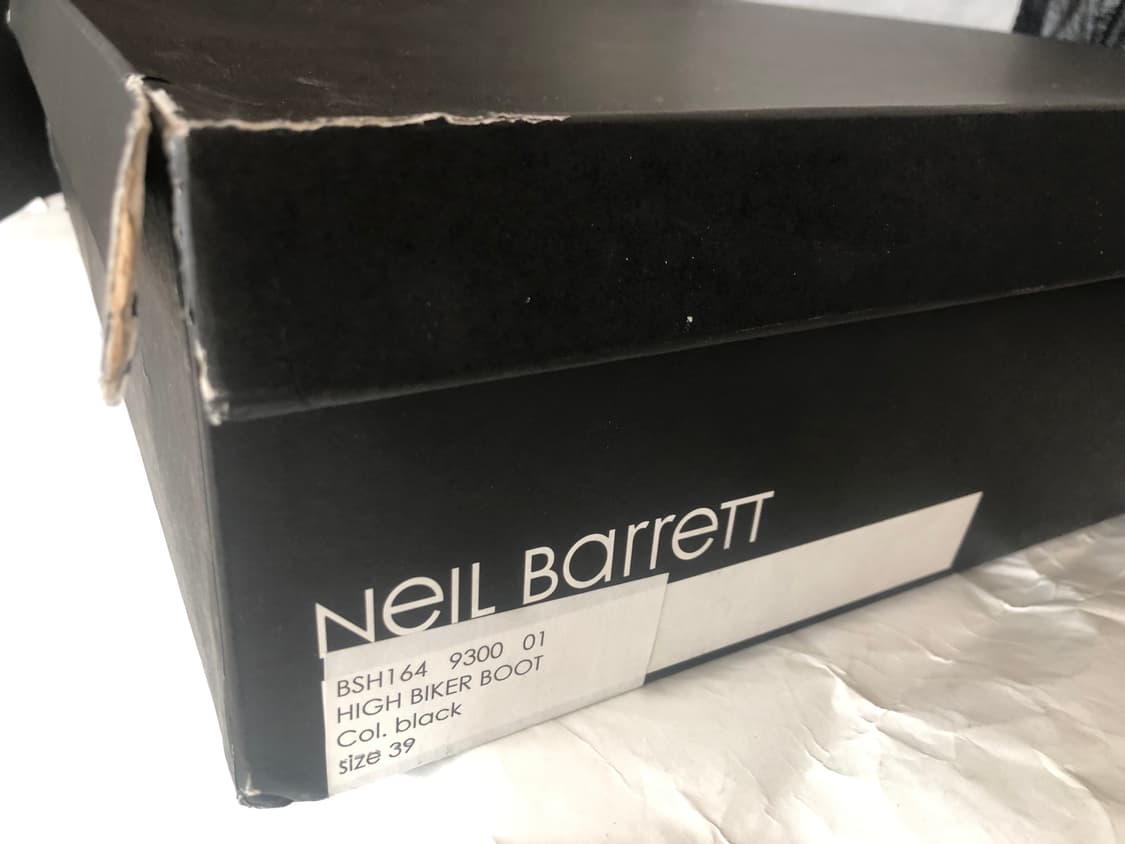 NeIL BarreTT
BSH164 9300 01
HIGH BIKER BOOT
Col. black
size 39